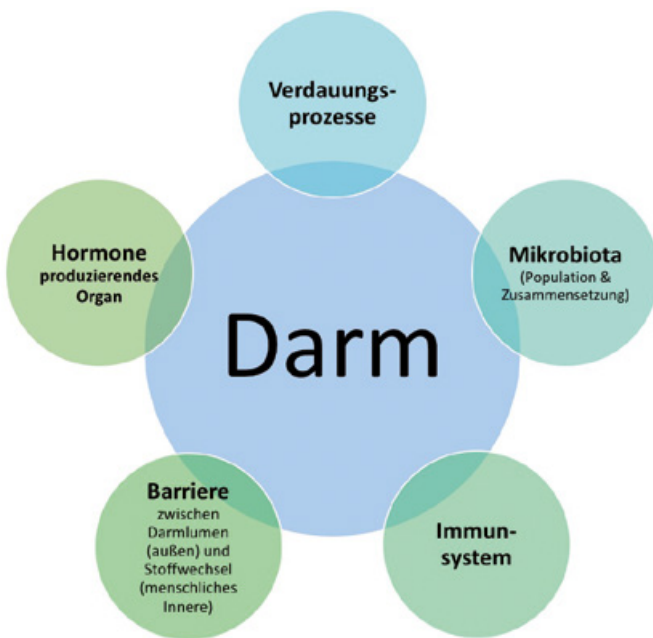 Verdauungs-
prozesse
Hormone
produzierendes
Organ
Mikrobiota
(Population &
Zusammensetzung)
Darm
Barriere
zwischen
Darmlumen
(außen) und
Stoffwechsel
(menschliches
Innere)
Immun-
system